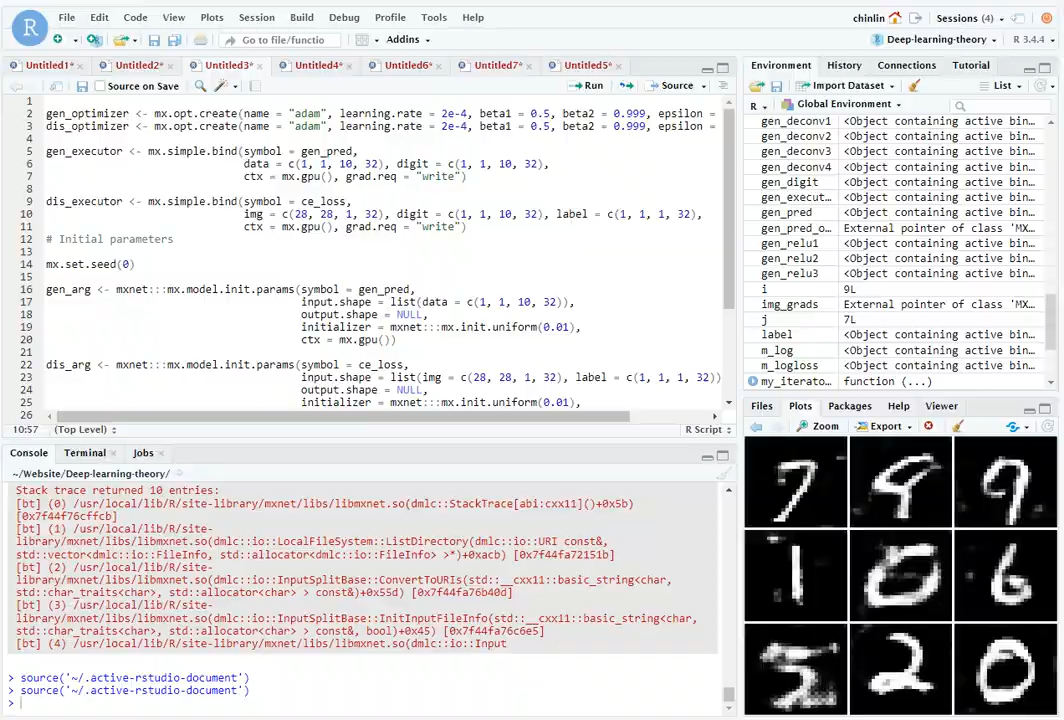 File Edit Code View Plots Session Build Debug Profile Tools Help
chinlin Sessions (4)
Go to file/functio Addins
Deep-learning-theory R 3.4.4
Untitled1* Untitled2* Untitled3* Untitled4* Untitled6* Untitled7* Untitled5*
Source on Save Run Source
1
2 gen_optimizer <- mx.opt.create(name = "adam", learning.rate = 2e-4, beta1 = 0.5, beta2 = 0.999, epsilon =
3 dis_optimizer <- mx.opt.create(name = "adam", learning.rate = 2e-4, beta1 = 0.5, beta2 = 0.999, epsilon =
4
5 gen_executor <- mx.simple.bind(symbol = gen_pred,
6 data = c(1, 1, 10, 32), digit = c(1, 1, 10, 32),
7 ctx = mx.gpu(), grad.req = "write")
8
9 dis_executor <- mx.simple.bind(symbol = ce_loss,
10 img = c(28, 28, 1, 32), digit = c(1, 1, 10, 32), label = c(1, 1, 1, 32),
11 ctx = mx.gpu(), grad.req = "write")
12 # Initial parameters
13
14 mx.set.seed(0)
15
16 gen_arg <- mxnet:::mx.model.init.params(symbol = gen_pred,
17 input.shape = list(data = c(1, 1, 10, 32)),
18 output.shape = NULL,
19 initializer = mxnet:::mx.init.uniform(0.01),
20 ctx = mx.gpu())
21
22 dis_arg <- mxnet:::mx.model.init.params(symbol = ce_loss,
23 input.shape = list(img = c(28, 28, 1, 32), label = c(1, 1, 1, 32))
24 output.shape = NULL,
25 initializer = mxnet:::mx.init.uniform(0.01),
26
10:57 (Top Level) R Script
Console Terminal Jobs
~/Website/Deep-learning-theory/
Stack trace returned 10 entries:
[bt] (0) /usr/local/lib/R/site-library/mxnet/libs/libmxnet.so(dmlc::StackTrace[abi:cxx11]()+0x5b)
[0x7f44f76cffcb]
[bt] (1) /usr/local/lib/R/site-
library/mxnet/libs/libmxnet.so(dmlc::io::LocalFileSystem::ListDirectory(dmlc::io::URI const&,
std::vector<dmlc::io::FileInfo, std::allocator<dmlc::io::FileInfo> >*)+0xacb) [0x7f44fa72151b]
[bt] (2) /usr/local/lib/R/site-
library/mxnet/libs/libmxnet.so(dmlc::io::InputSplitBase::ConvertToURIs(std::__cxx11::basic_string<char,
std::char_traits<char>, std::allocator<char> > const&)+0x55d) [0x7f44fa76b40d]
[bt] (3) /usr/local/lib/R/site-
library/mxnet/libs/libmxnet.so(dmlc::io::InputSplitBase::InitInputFileInfo(std::__cxx11::basic_string<char,
std::char_traits<char>, std::allocator<char> > const&, bool)+0x45) [0x7f44fa76c6e5]
[bt] (4) /usr/local/lib/R/site-library/mxnet/libs/libmxnet.so(dmlc::io::Input
> source('~/.active-rstudio-document')
> source('~/.active-rstudio-document')
>
Environment History Connections Tutorial
Import Dataset List
R Global Environment
gen_deconv1 <Object containing active bin…
gen_deconv2 <Object containing active bin…
gen_deconv3 <Object containing active bin…
gen_deconv4 <Object containing active bin…
gen_digit <Object containing active bin…
gen_execut… <Object containing active bin…
gen_pred <Object containing active bin…
gen_pred_o… External pointer of class 'MX…
gen_relu1 <Object containing active bin…
gen_relu2 <Object containing active bin…
gen_relu3 <Object containing active bin…
i 9L
img_grads External pointer of class 'MX…
j 7L
label <Object containing active bin…
m_log <Object containing active bin…
m_logloss <Object containing active bin…
my_iterato… function (...)
Files Plots Packages Help Viewer
Zoom Export
7 9 9
1 0 6
2 0